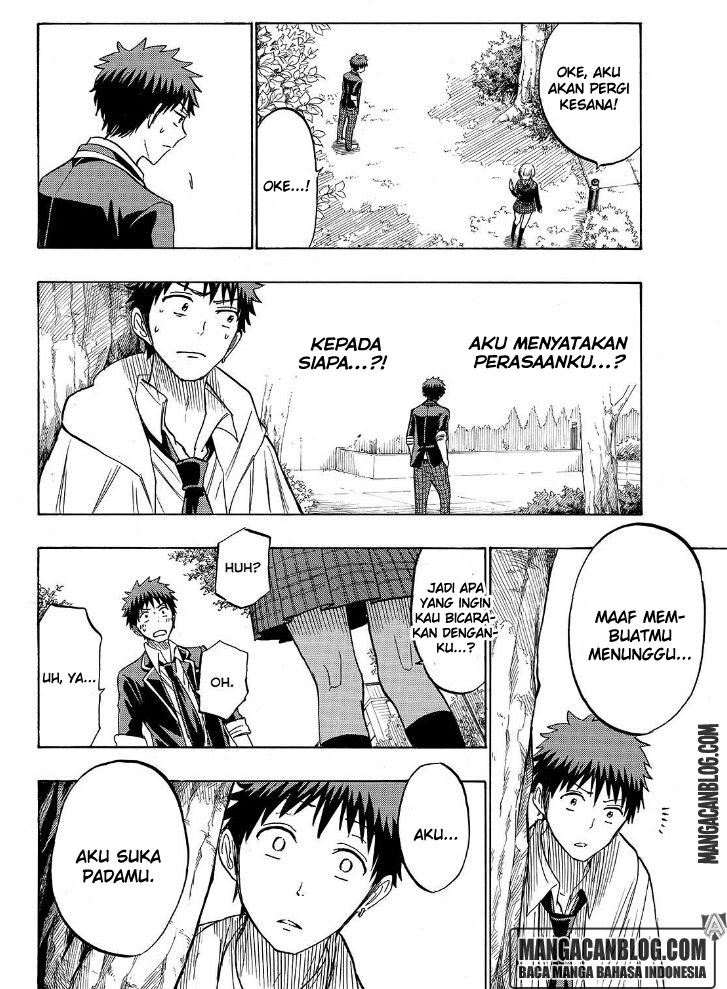 OKE, AKU
AKAN PERGI
KESANA!
OKE...!
AKU MENYATAKAN
PERASAANKU...?
KEPADA
SIAPA...?!
MAAF MEM-
BUATMU
MENUNGGU...
JADI APA
YANG INGIN
KAU BICARA-
KAN DENGAN-
KU...?
HUH?
OH.
UH, YA...
AKU...
AKU SUKA
PADAMU.
MANGACANBLOG.COM
MANGACANBLOG.COM
BACA MANGA BAHASA INDONESIA